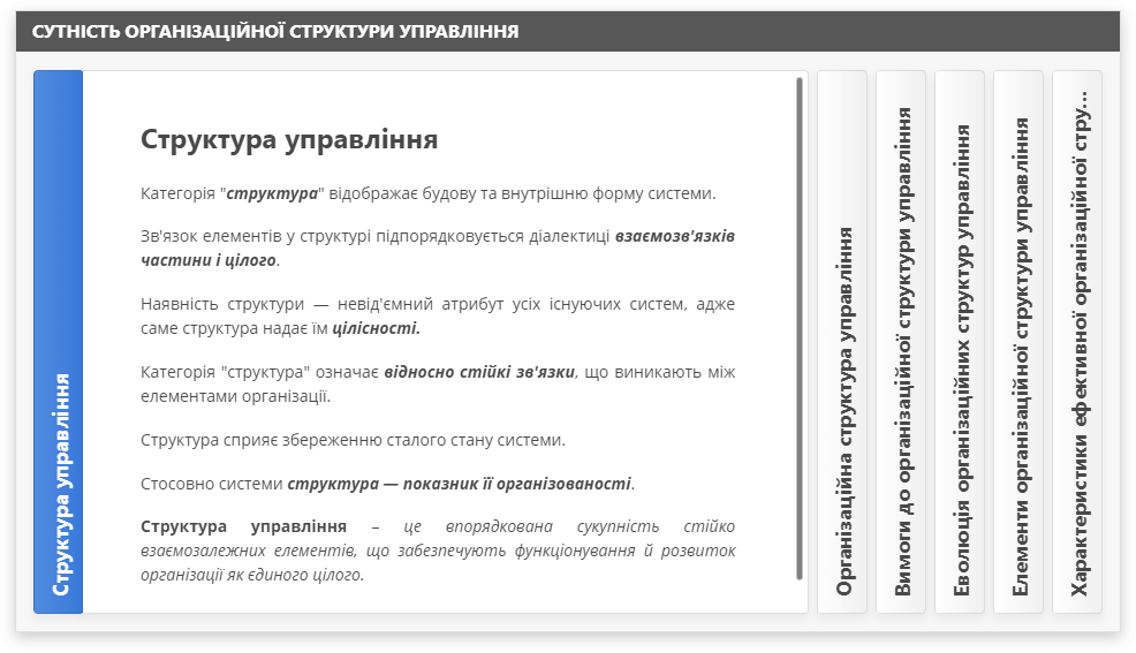 СУТНІСТЬ ОРГАНІЗАЦІЙНОЇ СТРУКТУРИ УПРАВЛІННЯ
Структура управління
Структура управління
Категорія "структура" відображає будову та внутрішню форму системи.
Зв'язок елементів у структурі підпорядковується діалектиці взаємозв'язків
частини і цілого.
Наявність структури — невід'ємний атрибут усіх існуючих систем, адже
саме структура надає їм цілісності.
Категорія "структура" означає відносно стійкі зв'язки, що виникають між
елементами організації.
Структура сприяє збереженню сталого стану системи.
Стосовно системи структура — показник її організованості.
Структура управління – це впорядкована сукупність стійко
взаємозалежних елементів, що забезпечують функціонування й розвиток
організації як єдиного цілого.
Організаційна структура управління
Вимоги до організаційної структури управління
Еволюція організаційних структур управління
Елементи організаційної структури управління
Характеристики ефективної організаційної стру...